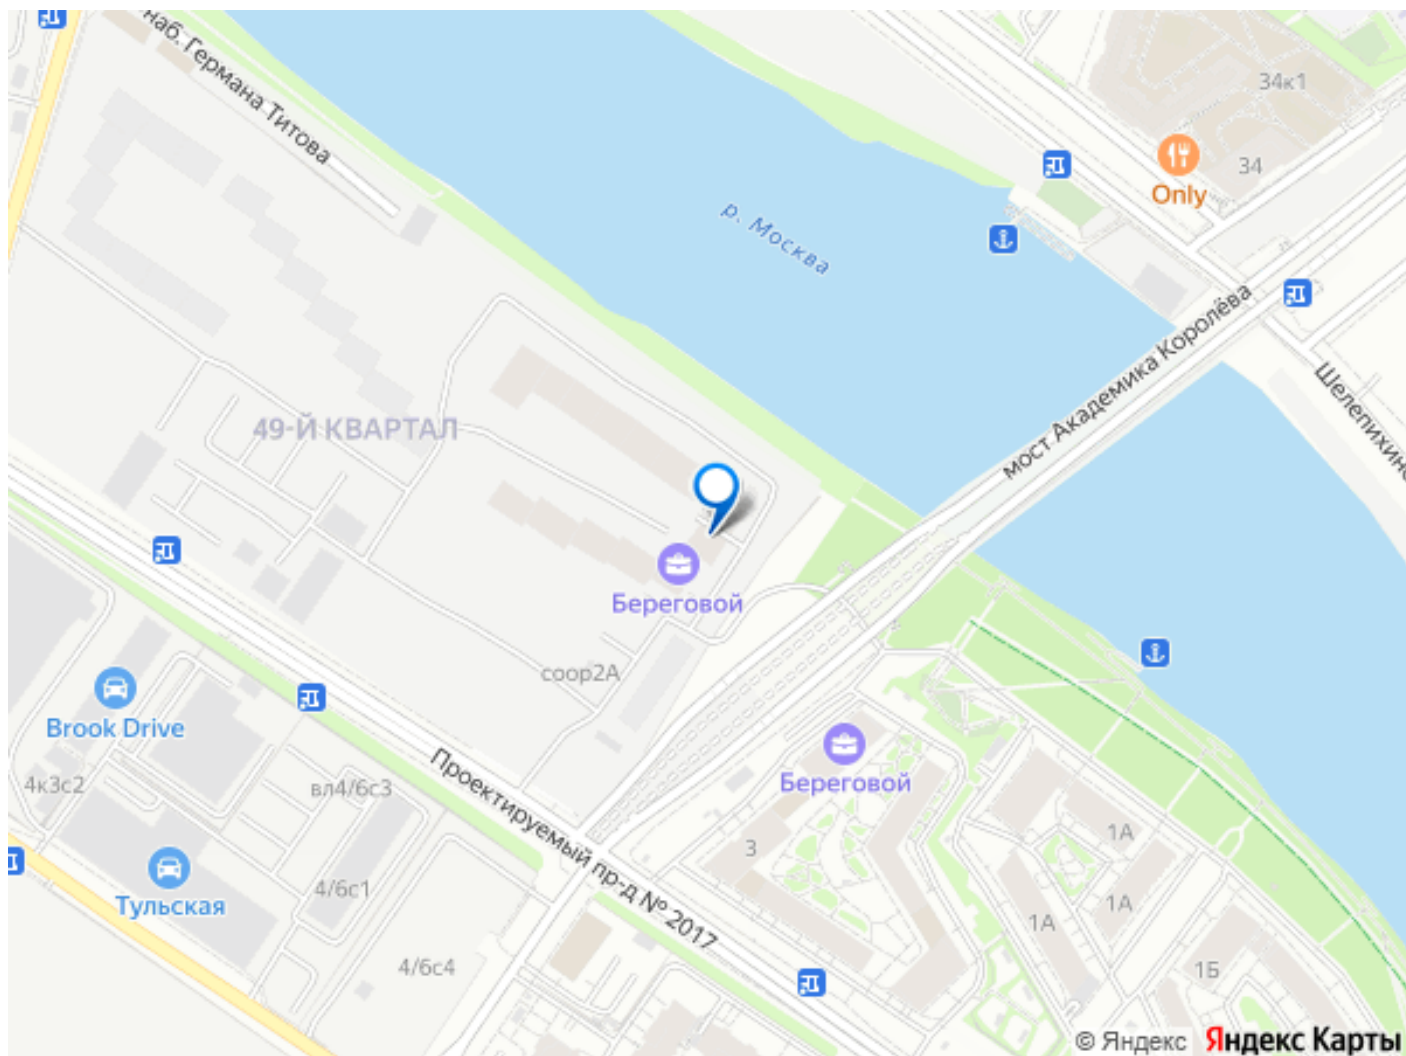 наб. Германа Титова
34к1
34
Only
р. Москва
мост Академика Королёва
49-Й КВАРТАЛ
Береговой
соор2А
Brook Drive
4к3с2
вл4/6с3
Проектируемый пр-д № 2017
Береговой
3
1А
1А
1А
1Б
Тульская
4/6с1
4/6с4
© Яндекс Яндекс Карты